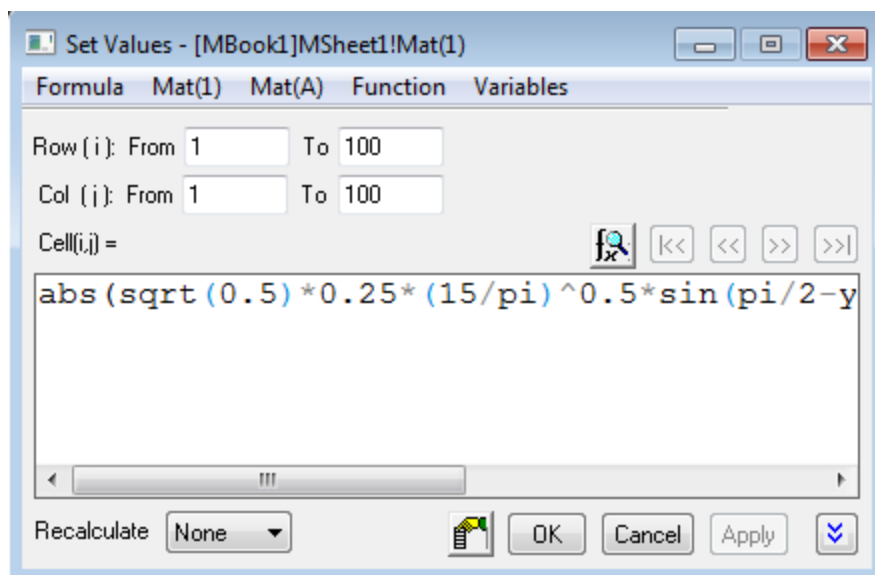 Set Values - [MBook1]MSheet1!Mat(1)
Formula Mat(1) Mat(A) Function Variables
Row (i): From 1 To 100
Col (j): From 1 To 100
Cell(i,j) =
abs(sqrt(0.5)*0.25*(15/pi)^0.5*sin(pi/2-y
Recalculate None OK Cancel Apply